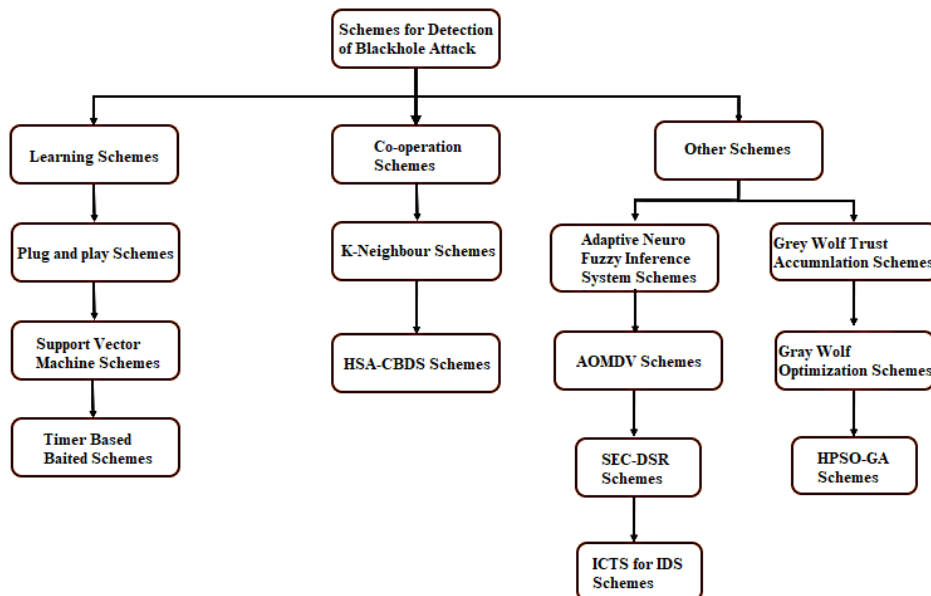 Schemes for Detection
of Blackhole Attack
Learning Schemes
Co-operation
Schemes
Other Schemes
Plug and play Schemes
K-Neighbour Schemes
Adaptive Neuro
Fuzzy Inference
System Schemes
Grey Wolf Trust
Accumnlation Schemes
Support Vector
Machine Schemes
HSA-CBDS Schemes
AOMDV Schemes
Gray Wolf
Optimization Schemes
Timer Based
Baited Schemes
SEC-DSR
Schemes
HPSO-GA
Schemes
ICTS for IDS
Schemes